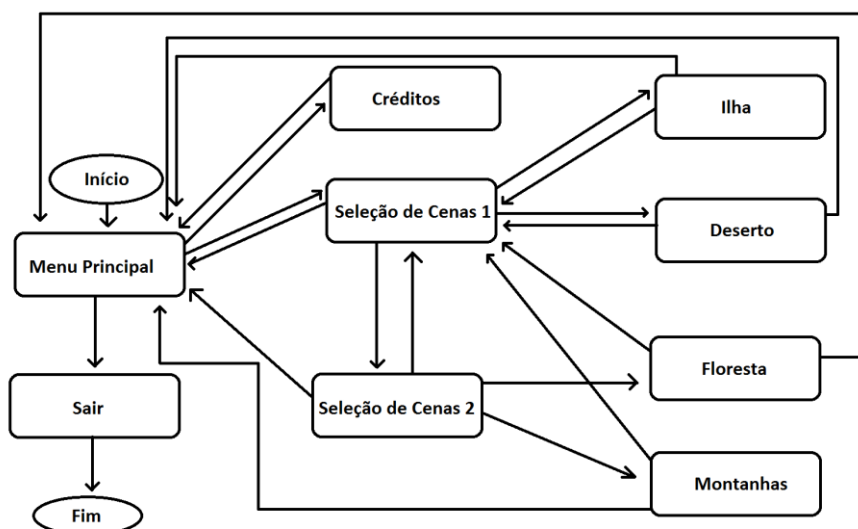 Créditos
Ilha
Início
Seleção de Cenas 1
Deserto
Menu Principal
Floresta
Sair
Seleção de Cenas 2
Montanhas
Fim